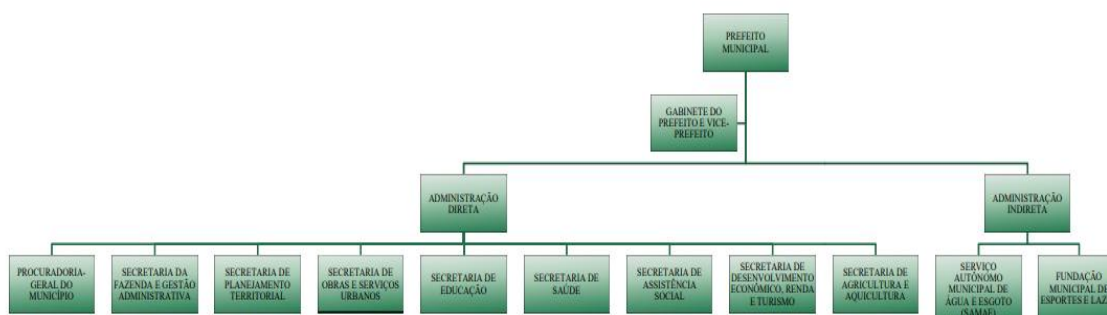 PREFEITO
MUNICIPAL
GABINETE DO
PREFEITO E VICE-
PREFEITO
ADMINISTRAÇÃO
DIRETA
ADMINISTRAÇÃO
INDIRETA
PROCURADORIA-
GERAL DO
MUNICÍPIO
SECRETARIA DA
FAZENDA E GESTÃO
ADMINISTRATIVA
SECRETARIA DE
PLANEJAMENTO
TERRITORIAL
SECRETARIA DE
OBRAS E SERVIÇOS
URBANOS
SECRETARIA DE
EDUCAÇÃO
SECRETARIA DE
SAÚDE
SECRETARIA DE
ASSISTÊNCIA
SOCIAL
SECRETARIA DE
DESENVOLVIMENTO
ECONÔMICO, RENDA
E TURISMO
SECRETARIA DE
AGRICULTURA E
AQUICULTURA
SERVIÇO
AUTÔNOMO
MUNICIPAL DE
ÁGUA E ESGOTO
(SAMAE)
FUNDAÇÃO
MUNICIPAL DE
ESPORTES E LAZ